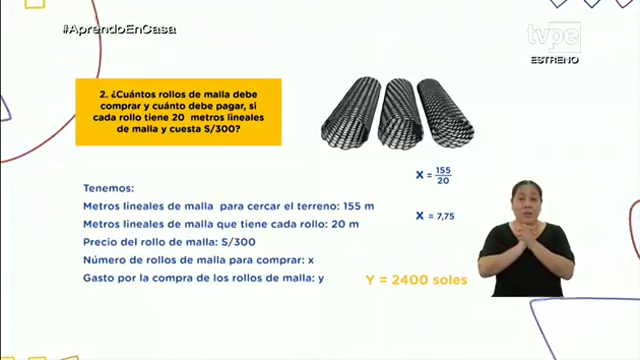 #AprendoEnCasa
tvpe
ESTRENO
2. ¿Cuántos rollos de malla debe
comprar y cuánto debe pagar, si
cada rollo tiene 20 metros lineales
de malla y cuesta S/300?
X = 155/20
Tenemos:
Metros lineales de malla para cercar el terreno: 155 m
Metros lineales de malla que tiene cada rollo: 20 m
X = 7,75
Precio del rollo de malla: S/300
Número de rollos de malla para comprar: x
Gasto por la compra de los rollos de malla: y
Y = 2400 soles